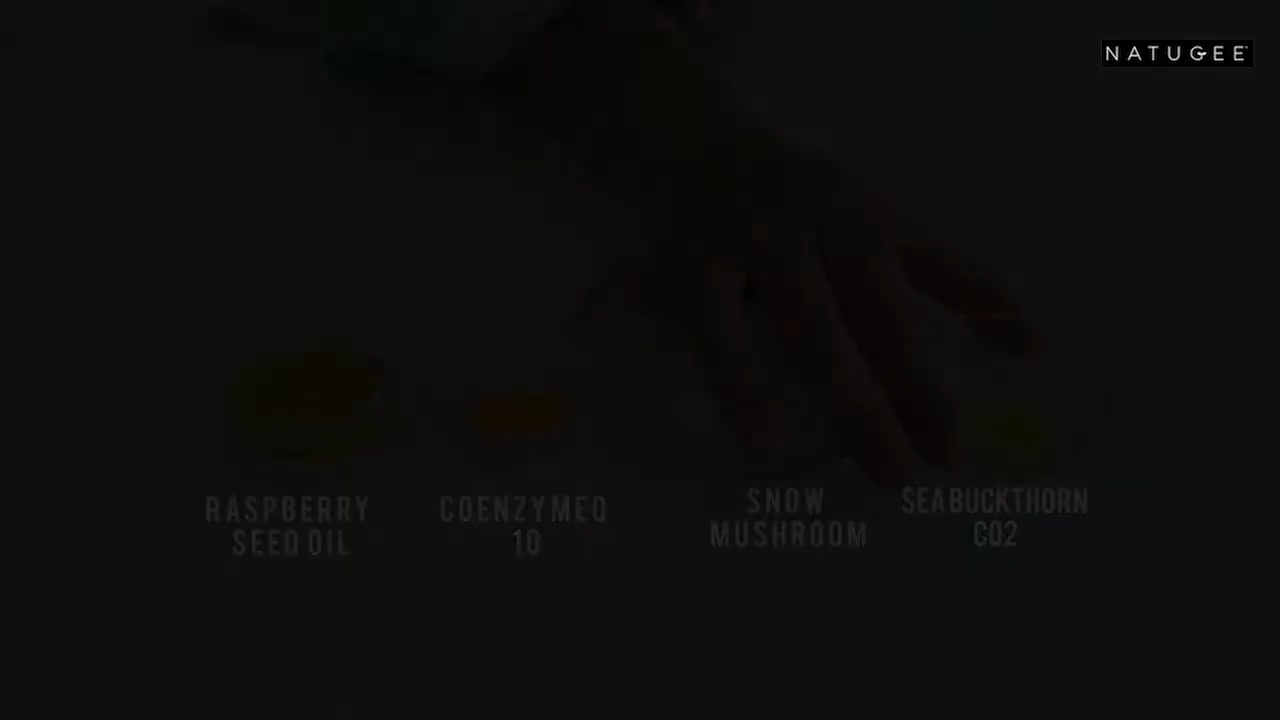 NATUGEE
RASPBERRY
SEED OIL
COENZYMEQ
10
SNOW
MUSHROOM
SEABUCKTHORN
CO2